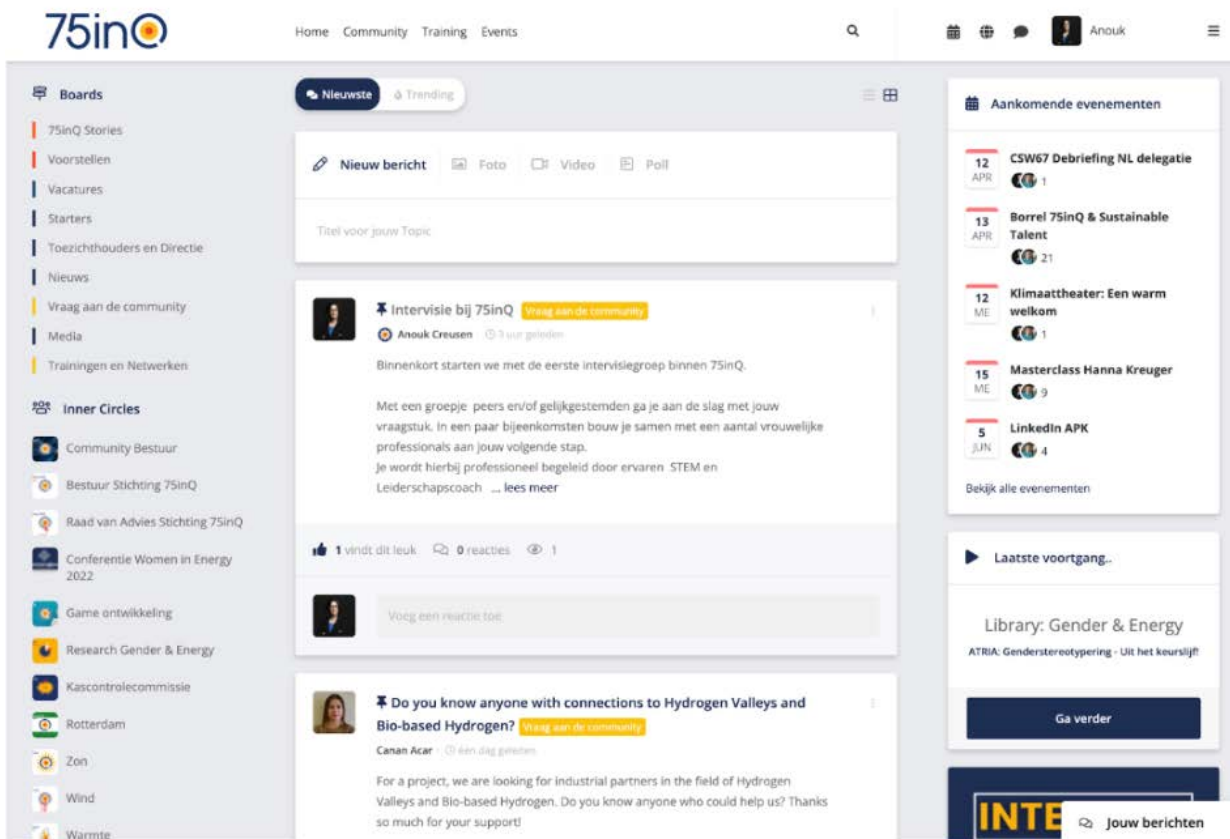 75inQ
Home Community Training Events
Anouk
Boards
75inQ Stories
Voorstellen
Vacatures
Starters
Toezichthouders en Directie
Nieuws
Vraag aan de community
Media
Trainingen en Netwerken
Inner Circles
Community Bestuur
Bestuur Stichting 75inQ
Raad van Advies Stichting 75inQ
Conferentie Women in Energy
2022
Game ontwikkeling
Research Gender & Energy
Kascontrolecommissie
Rotterdam
Zon
Wind
Warmte
Nieuwste Trending
Nieuw bericht Foto Video Poll
Titel voor jouw Topic
Intervisie bij 75inQ Vraag aan de community
Anouk Creusen 3 uur geleden
Binnenkort starten we met de eerste intervisiegroep binnen 75inQ.
Met een groepje peers en/of gelijkgestemden ga je aan de slag met jouw
vraagstuk. In een paar bijeenkomsten bouw je samen met een aantal vrouwelijke
professionals aan jouw volgende stap.
Je wordt hierbij professioneel begeleid door ervaren STEM en
Leiderschapscoach ... lees meer
1 vindt dit leuk 0 reacties 1
Voeg een reactie toe
Do you know anyone with connections to Hydrogen Valleys and
Bio-based Hydrogen? Vraag aan de community
Canan Acar één dag geleden
For a project, we are looking for industrial partners in the field of Hydrogen
Valleys and Bio-based Hydrogen. Do you know anyone who could help us? Thanks
so much for your support!
Aankomende evenementen
12 APR CSW67 Debriefing NL delegatie
1
13 APR Borrel 75inQ & Sustainable
Talent
21
12 ME Klimaattheater: Een warm
welkom
1
15 ME Masterclass Hanna Kreuger
9
5 JUN LinkedIn APK
4
Bekijk alle evenementen
Laatste voortgang..
Library: Gender & Energy
ATRIA: Genderstereotypering - Uit het keurslijf!
Ga verder
INTE
Jouw berichten